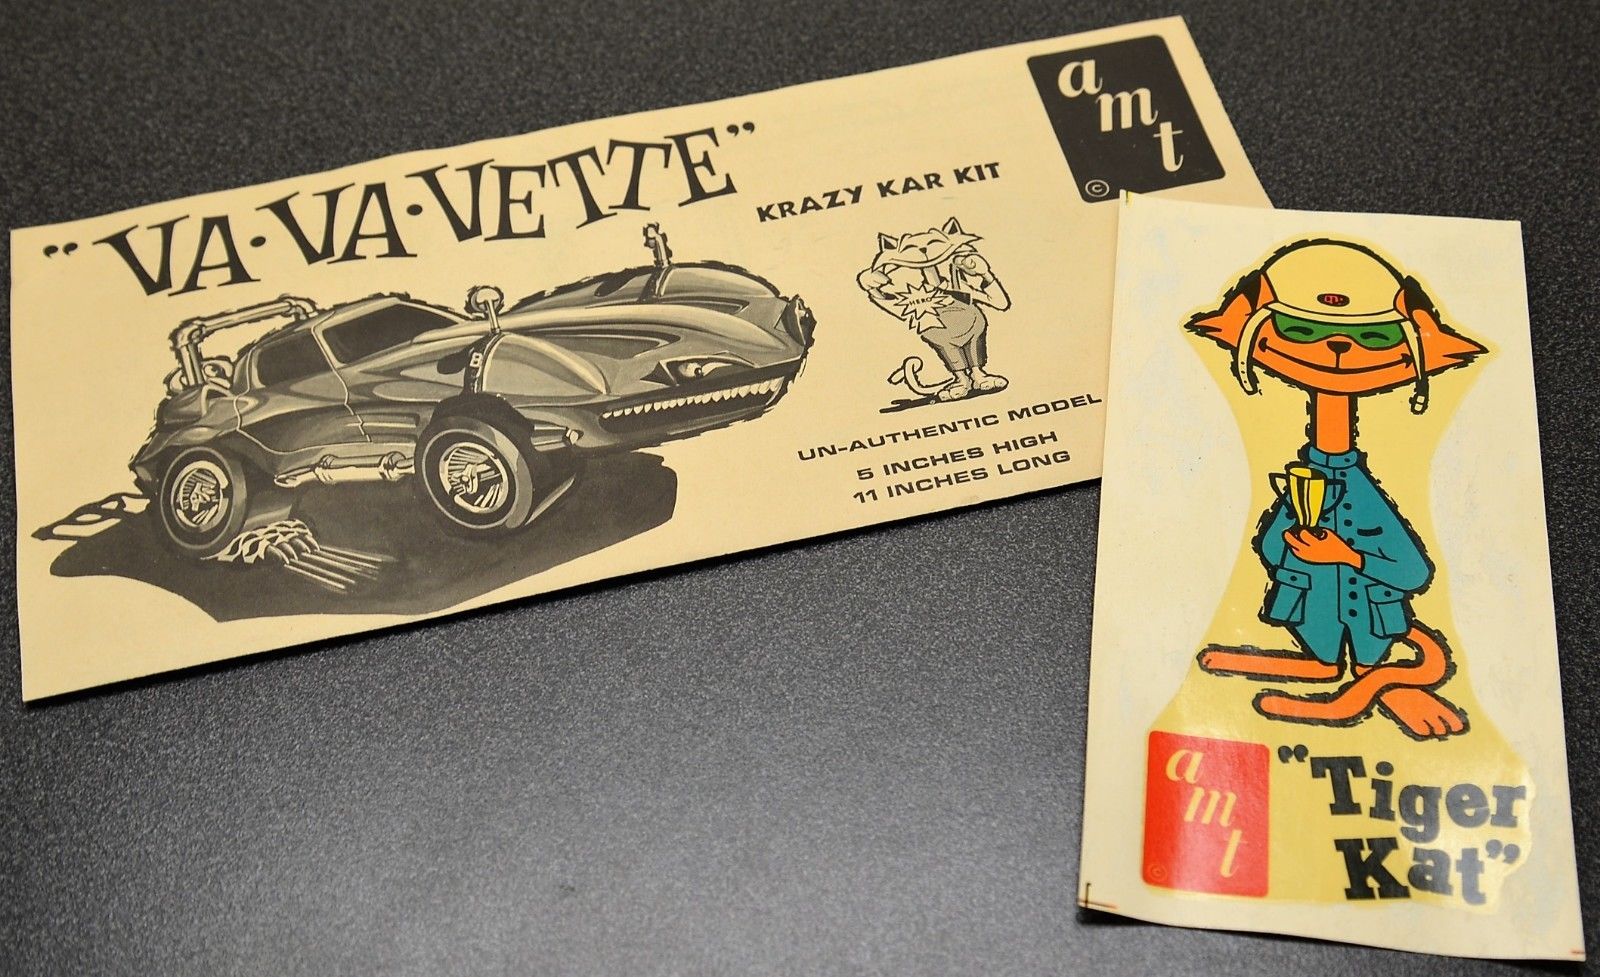 "VA·VA·VETTE"
KRAZY KAR KIT
amt
©
HERO
UN-AUTHENTIC MODEL
5 INCHES HIGH
11 INCHES LONG
amt
©
"Tiger
Kat"